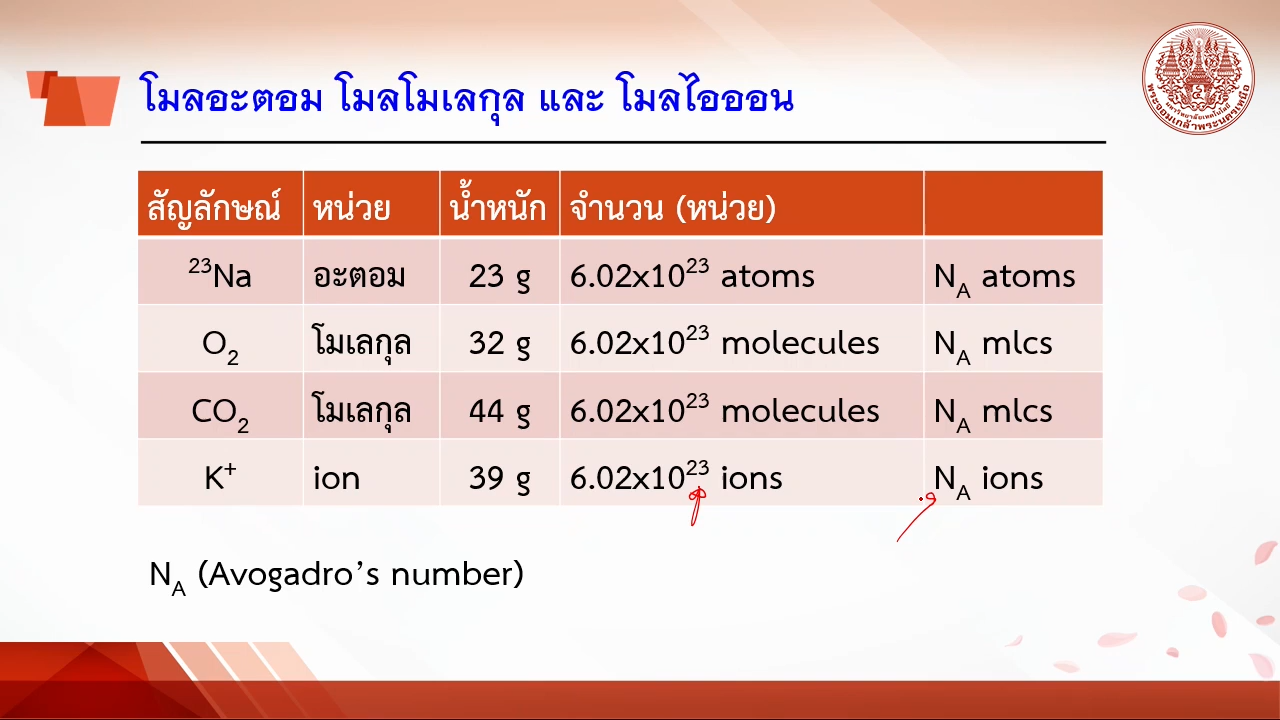 โมลอะตอม โมลโมเลกุล และ โมลไอออน
สัญลักษณ์ หน่วย น้ำหนัก จำนวน (หน่วย)
²³Na อะตอม 23 g 6.02x10²³ atoms N_A atoms
O₂ โมเลกุล 32 g 6.02x10²³ molecules N_A mlcs
CO₂ โมเลกุล 44 g 6.02x10²³ molecules N_A mlcs
K⁺ ion 39 g 6.02x10²³ ions N_A ions
N_A (Avogadro's number)